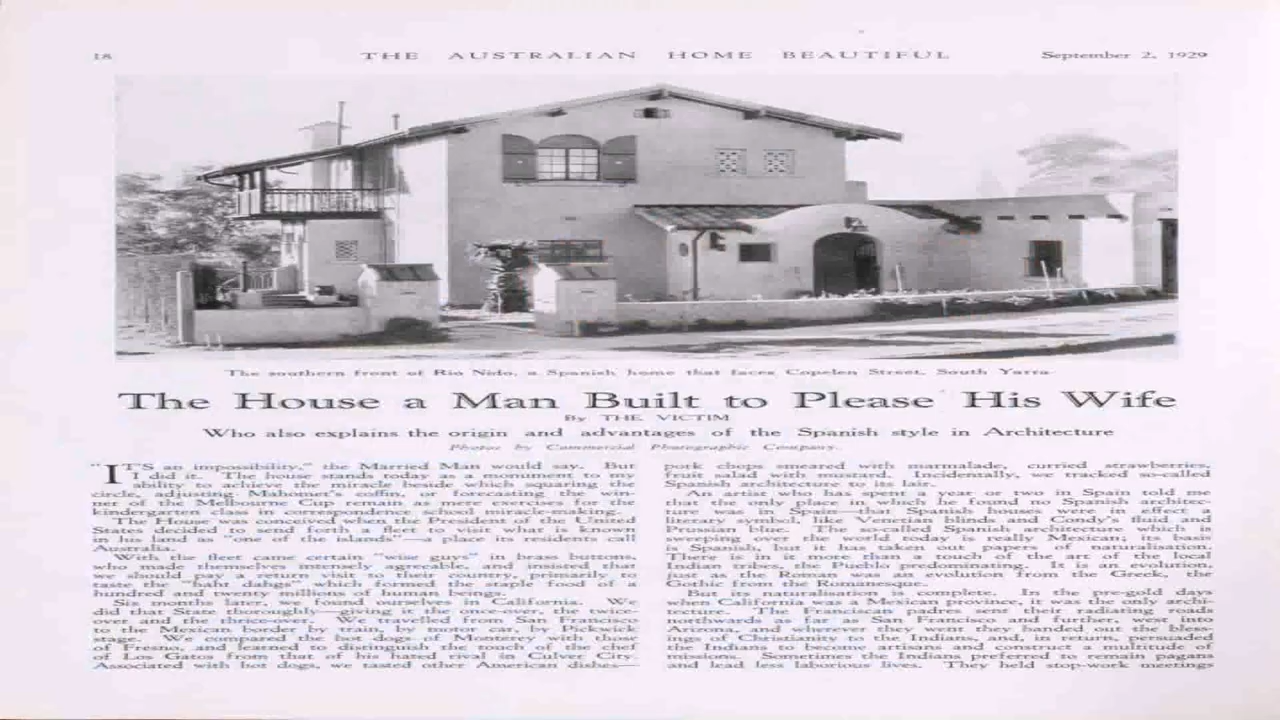 18
THE AUSTRALIAN HOME BEAUTIFUL
September 2, 1929
The southern front of Rio Nido, a Spanish home that faces Copelen Street, South Yarra
The House a Man Built to Please His Wife
By THE VICTIM
Who also explains the origin and advantages of the Spanish style in Architecture
Photos by Commercial Photographic Company.
"IT'S an impossibility," the Married Man would say. But
I did it. The house stands today as a monument to my
ability to achieve the miracle beside which squaring the
circle, adjusting Mahomet's coffin, or forecasting the win-
ner of the Melbourne Cup remain as mere exercises for the
kindergarten class in correspondence school miracle-making.
The House was conceived when the President of the United
States decided to send forth a fleet to visit what is known
in his land as "one of the islands"—a place its residents call
Australia.
With the fleet came certain "wise guys" in brass buttons,
who made themselves intensely agreeable, and insisted that
we should pay a return visit to their country, primarily to
taste the "haht dahgs" which formed the staple food of a
hundred and twenty millions of human beings.
Six months later, we found ourselves in California. We
did that State thoroughly—giving it the once-over, the twice-
over and the thrice-over. We travelled from San Francisco
to the Mexican border by train, by motor car, by Pickwick
stage. We compared the hot dogs of Monterey with those
of Fresno, and learned to distinguish the touch of the chef
of Los Gatos from that of his hated rival in Culver City.
Associated with hot dogs, we tasted other American dishes—
pork chops smeared with marmalade, curried strawberries,
fruit salad with mustard. Incidentally, we tracked so-called
Spanish architecture to its lair.
An artist who has spent a year or two in Spain told me
that the only place in which he found no Spanish architec-
ture was in Spain—that Spanish houses were in effect a
literary symbol, like Venetian blinds and Condy's fluid and
Prussian blue. The so-called Spanish architecture which is
sweeping over the world today is really Mexican; its basis
is Spanish, but it has taken out papers of naturalisation.
There is in it more than a touch of the art of the local
Indian tribes, the Pueblo predominating. It is an evolution,
just as the Roman was an evolution from the Greek, the
Gothic from the Romanesque.
But its naturalisation is complete. In the pre-gold days
when California was a Mexican province, it was the only archi-
tecture. The Franciscan padres sent their radiating roads
northwards as far as San Francisco and further, west into
Arizona, and wherever they went they handed out the bless-
ings of Christianity to the Indians, and, in return, persuaded
the Indians to become artisans and construct a multitude of
missions. Sometimes the Indians preferred to remain pagans
and lead less laborious lives. They held stop-work meetings